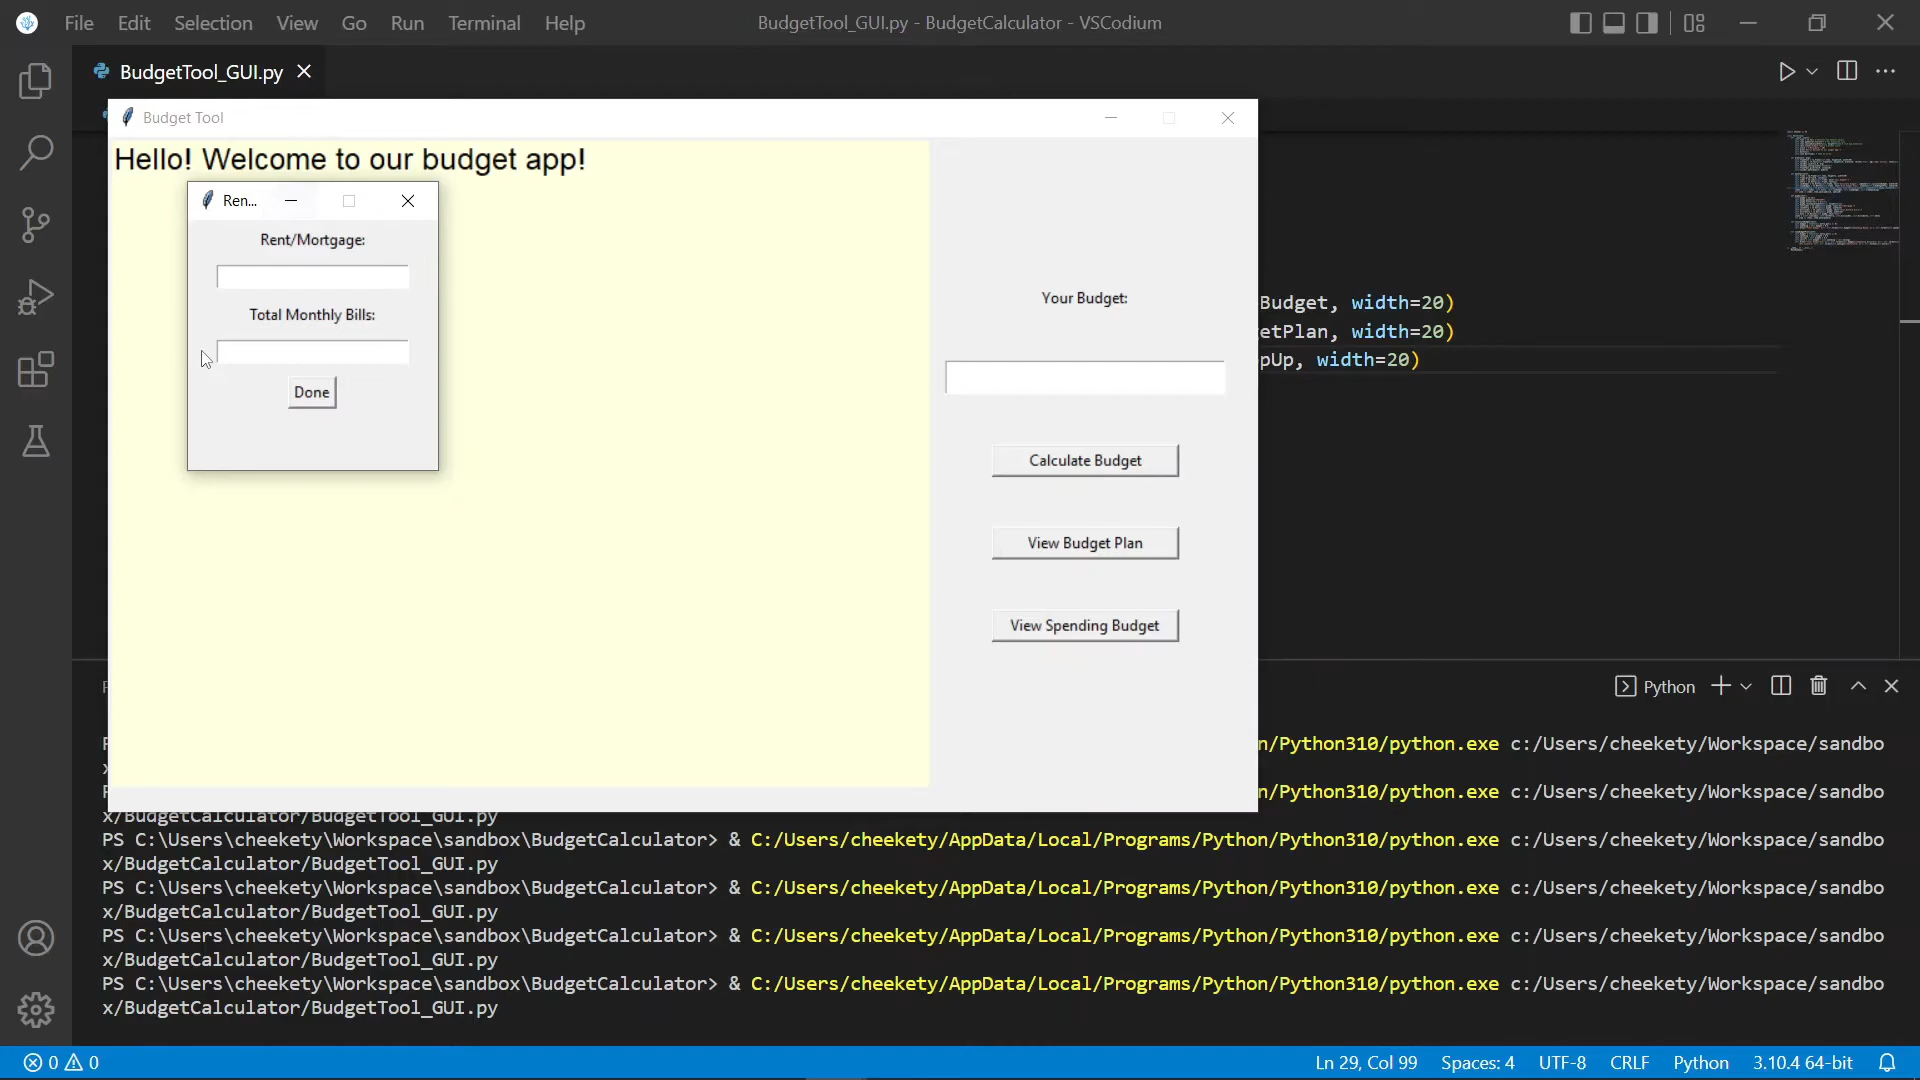 File Edit Selection View Go Run Terminal Help
BudgetTool_GUI.py - BudgetCalculator - VSCodium
BudgetTool_GUI.py
Budget Tool
Hello! Welcome to our budget app!
Ren...
Rent/Mortgage:
Total Monthly Bills:
Done
Your Budget:
Calculate Budget
View Budget Plan
View Spending Budget
Budget, width=20)
etPlan, width=20)
pUp, width=20)
Python
n/Python310/python.exe c:/Users/cheekety/Workspace/sandbo
n/Python310/python.exe c:/Users/cheekety/Workspace/sandbo
x/BudgetCalculator/BudgetTool_GUI.py
PS C:\Users\cheekety\Workspace\sandbox\BudgetCalculator> & C:/Users/cheekety/AppData/Local/Programs/Python/Python310/python.exe c:/Users/cheekety/Workspace/sandbo
x/BudgetCalculator/BudgetTool_GUI.py
PS C:\Users\cheekety\Workspace\sandbox\BudgetCalculator> & C:/Users/cheekety/AppData/Local/Programs/Python/Python310/python.exe c:/Users/cheekety/Workspace/sandbo
x/BudgetCalculator/BudgetTool_GUI.py
PS C:\Users\cheekety\Workspace\sandbox\BudgetCalculator> & C:/Users/cheekety/AppData/Local/Programs/Python/Python310/python.exe c:/Users/cheekety/Workspace/sandbo
x/BudgetCalculator/BudgetTool_GUI.py
PS C:\Users\cheekety\Workspace\sandbox\BudgetCalculator> & C:/Users/cheekety/AppData/Local/Programs/Python/Python310/python.exe c:/Users/cheekety/Workspace/sandbo
x/BudgetCalculator/BudgetTool_GUI.py
0 0
Ln 29, Col 99 Spaces: 4 UTF-8 CRLF Python 3.10.4 64-bit